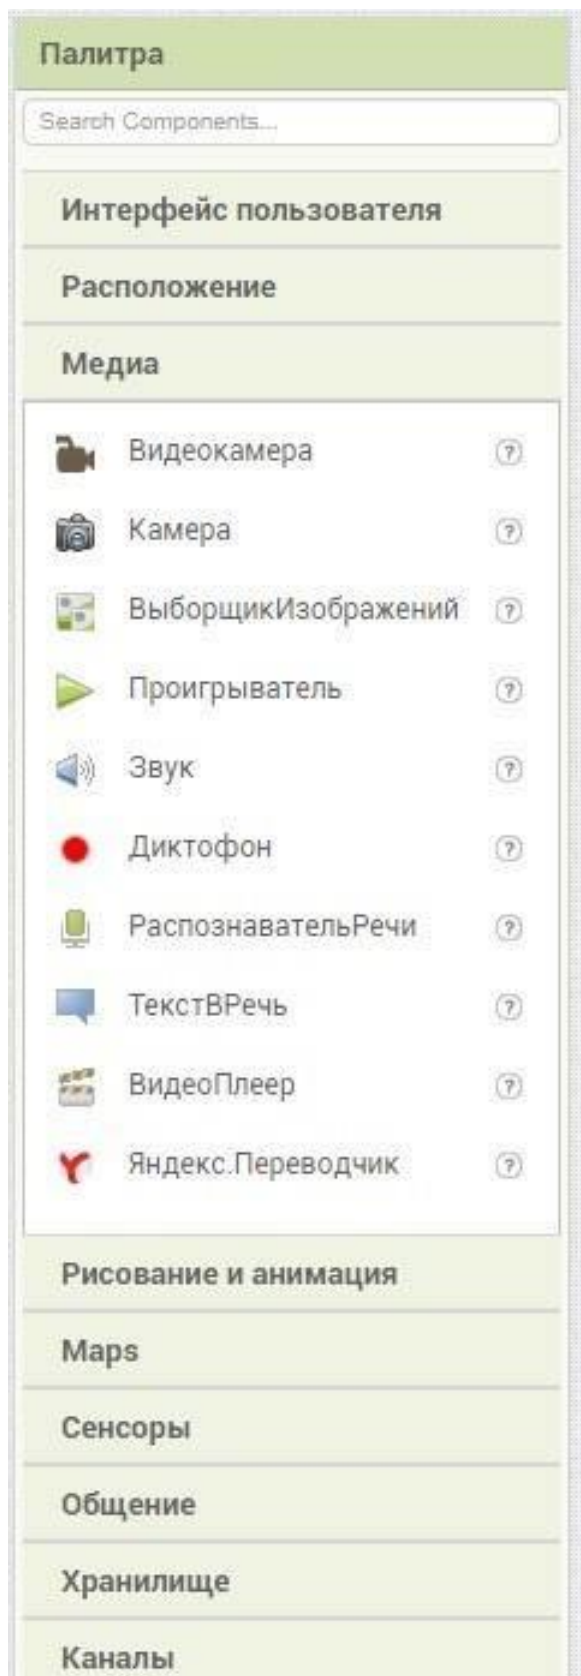 Палитра
Search Components...
Интерфейс пользователя
Расположение
Медиа
Видеокамера ?
Камера ?
ВыборщикИзображений ?
Проигрыватель ?
Звук ?
Диктофон ?
РаспознавательРечи ?
ТекстВРечь ?
ВидеоПлеер ?
Яндекс.Переводчик ?
Рисование и анимация
Maps
Сенсоры
Общение
Хранилище
Каналы